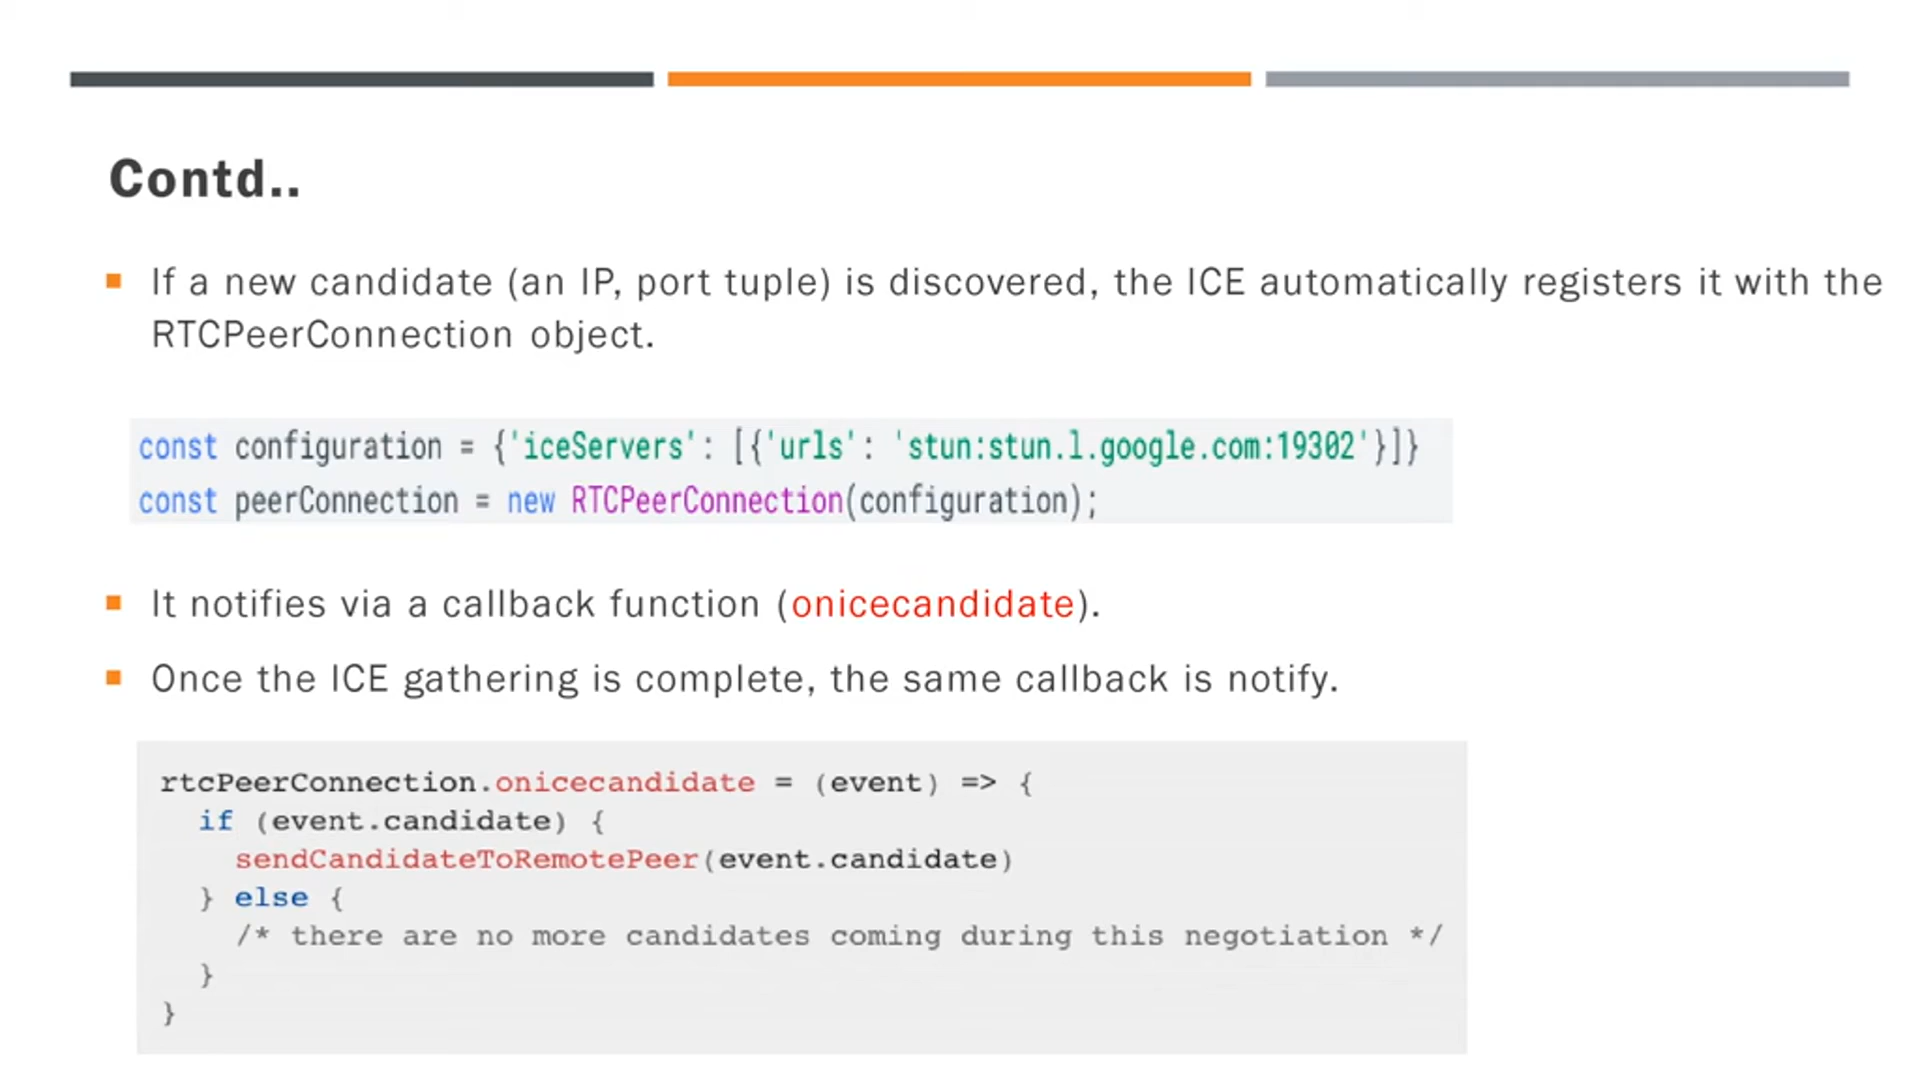 Contd..
If a new candidate (an IP, port tuple) is discovered, the ICE automatically registers it with the
RTCPeerConnection object.
const configuration = {'iceServers': [{'urls': 'stun:stun.l.google.com:19302'}]}
const peerConnection = new RTCPeerConnection(configuration);
It notifies via a callback function (onicecandidate).
Once the ICE gathering is complete, the same callback is notify.
rtcPeerConnection.onicecandidate = (event) => {
if (event.candidate) {
sendCandidateToRemotePeer(event.candidate)
} else {
/* there are no more candidates coming during this negotiation */
}
}